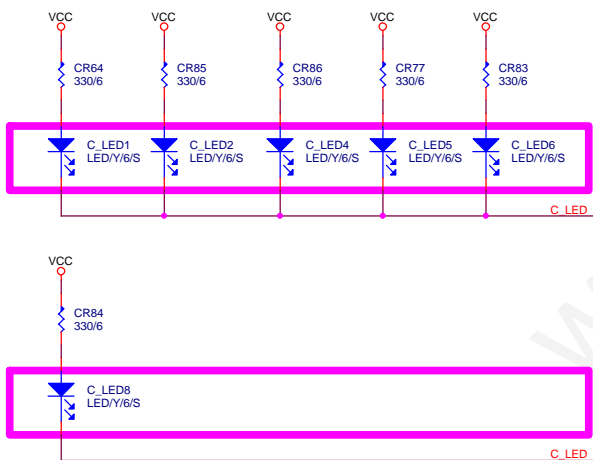 VCC VCC VCC VCC VCC
CR64 CR85 CR86 CR77 CR83
330/6 330/6 330/6 330/6 330/6
C_LED1 C_LED2 C_LED4 C_LED5 C_LED6
LED/Y/6/S LED/Y/6/S LED/Y/6/S LED/Y/6/S LED/Y/6/S
C_LED
VCC
CR84
330/6
C_LED8
LED/Y/6/S
C_LED